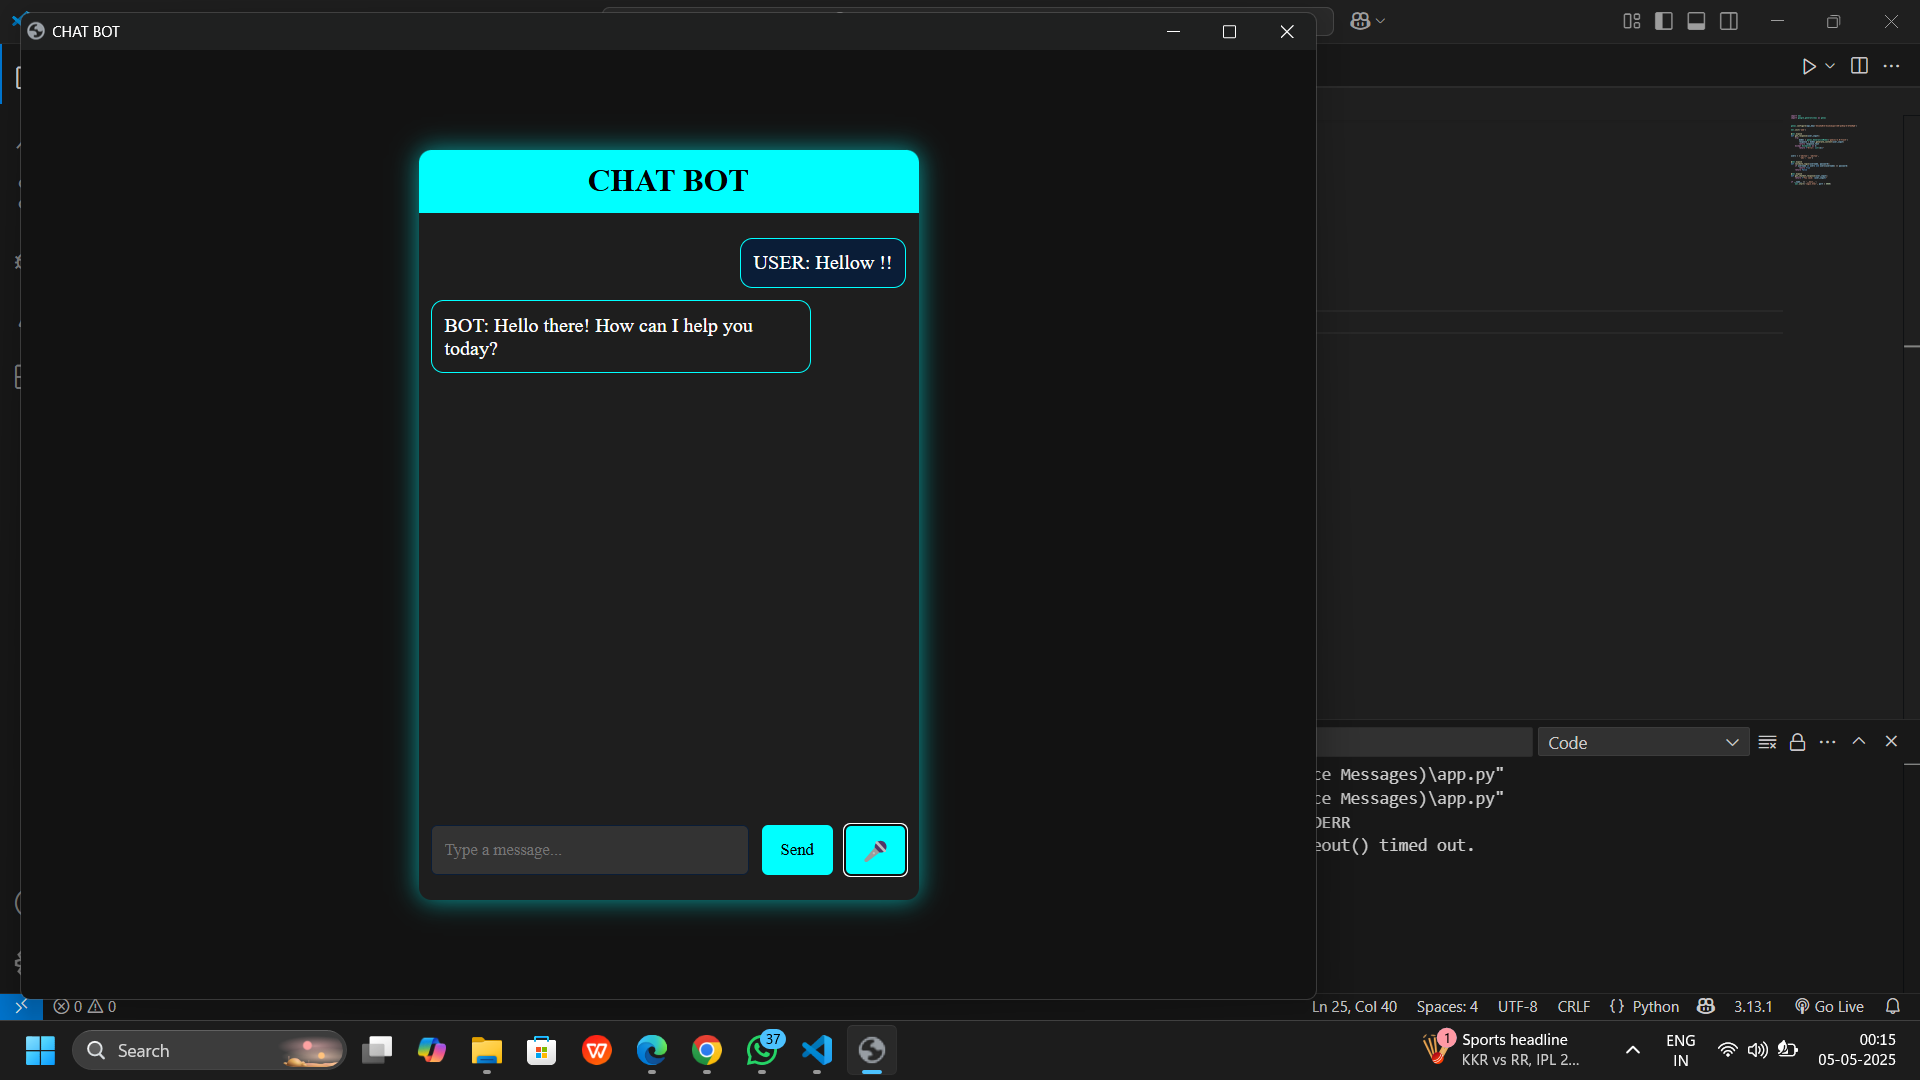 CHAT BOT
CHAT BOT
USER: Hellow !!
BOT: Hello there! How can I help you
today?
Type a message...
Send
Code
ce Messages)\app.py"
ce Messages)\app.py"
DERR
eout() timed out.
0 0
Ln 25, Col 40 Spaces: 4 UTF-8 CRLF {} Python 3.13.1 Go Live
Search
37
1
Sports headline
KKR vs RR, IPL 2...
ENG
IN
00:15
05-05-2025